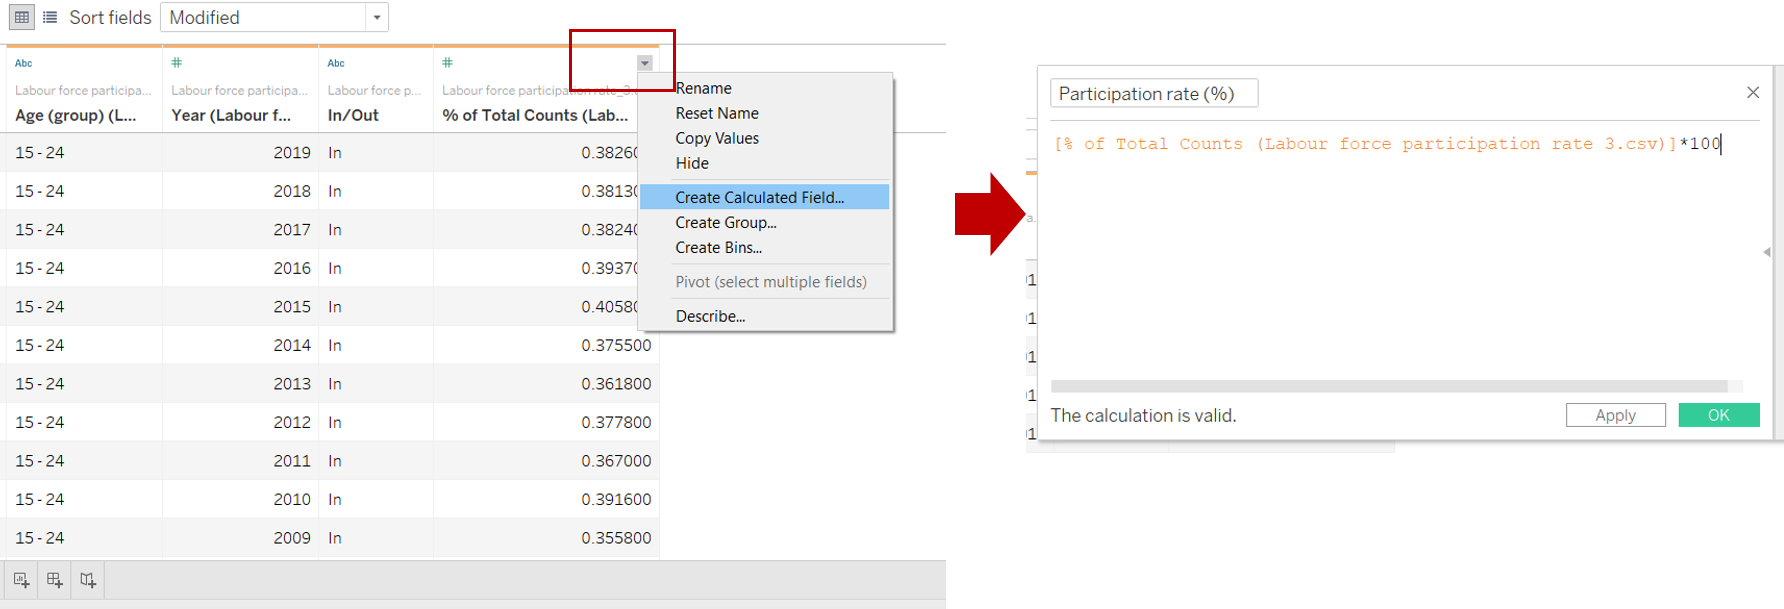 Sort fields Modified
Abc # Abc #
Labour force participa... Labour force participa... Labour force p... Labour force participation rate_3.c
Age (group) (L... Year (Labour f... In/Out % of Total Counts (Lab...
15 - 24 2019 In 0.3826
15 - 24 2018 In 0.3813
15 - 24 2017 In 0.3824
15 - 24 2016 In 0.3937
15 - 24 2015 In 0.4058
15 - 24 2014 In 0.375500
15 - 24 2013 In 0.361800
15 - 24 2012 In 0.377800
15 - 24 2011 In 0.367000
15 - 24 2010 In 0.391600
15 - 24 2009 In 0.355800
Rename
Reset Name
Copy Values
Hide
Create Calculated Field...
Create Group...
Create Bins...
Pivot (select multiple fields)
Describe...
Participation rate (%)
[% of Total Counts (Labour force participation rate 3.csv)]*100
The calculation is valid.
Apply OK